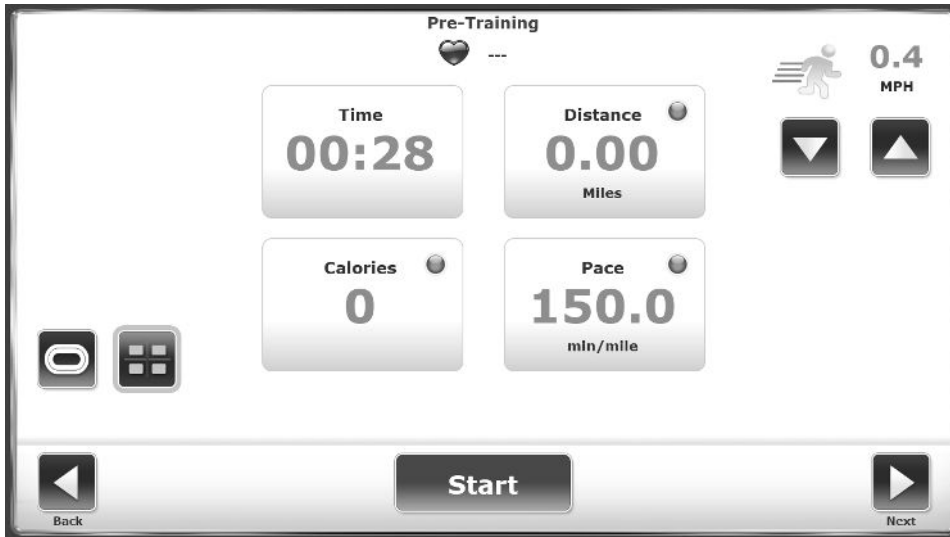 Pre-Training
---
0.4
MPH
Time
00:28
Distance
0.00
Miles
Calories
0
Pace
150.0
min/mile
Start
Back
Next